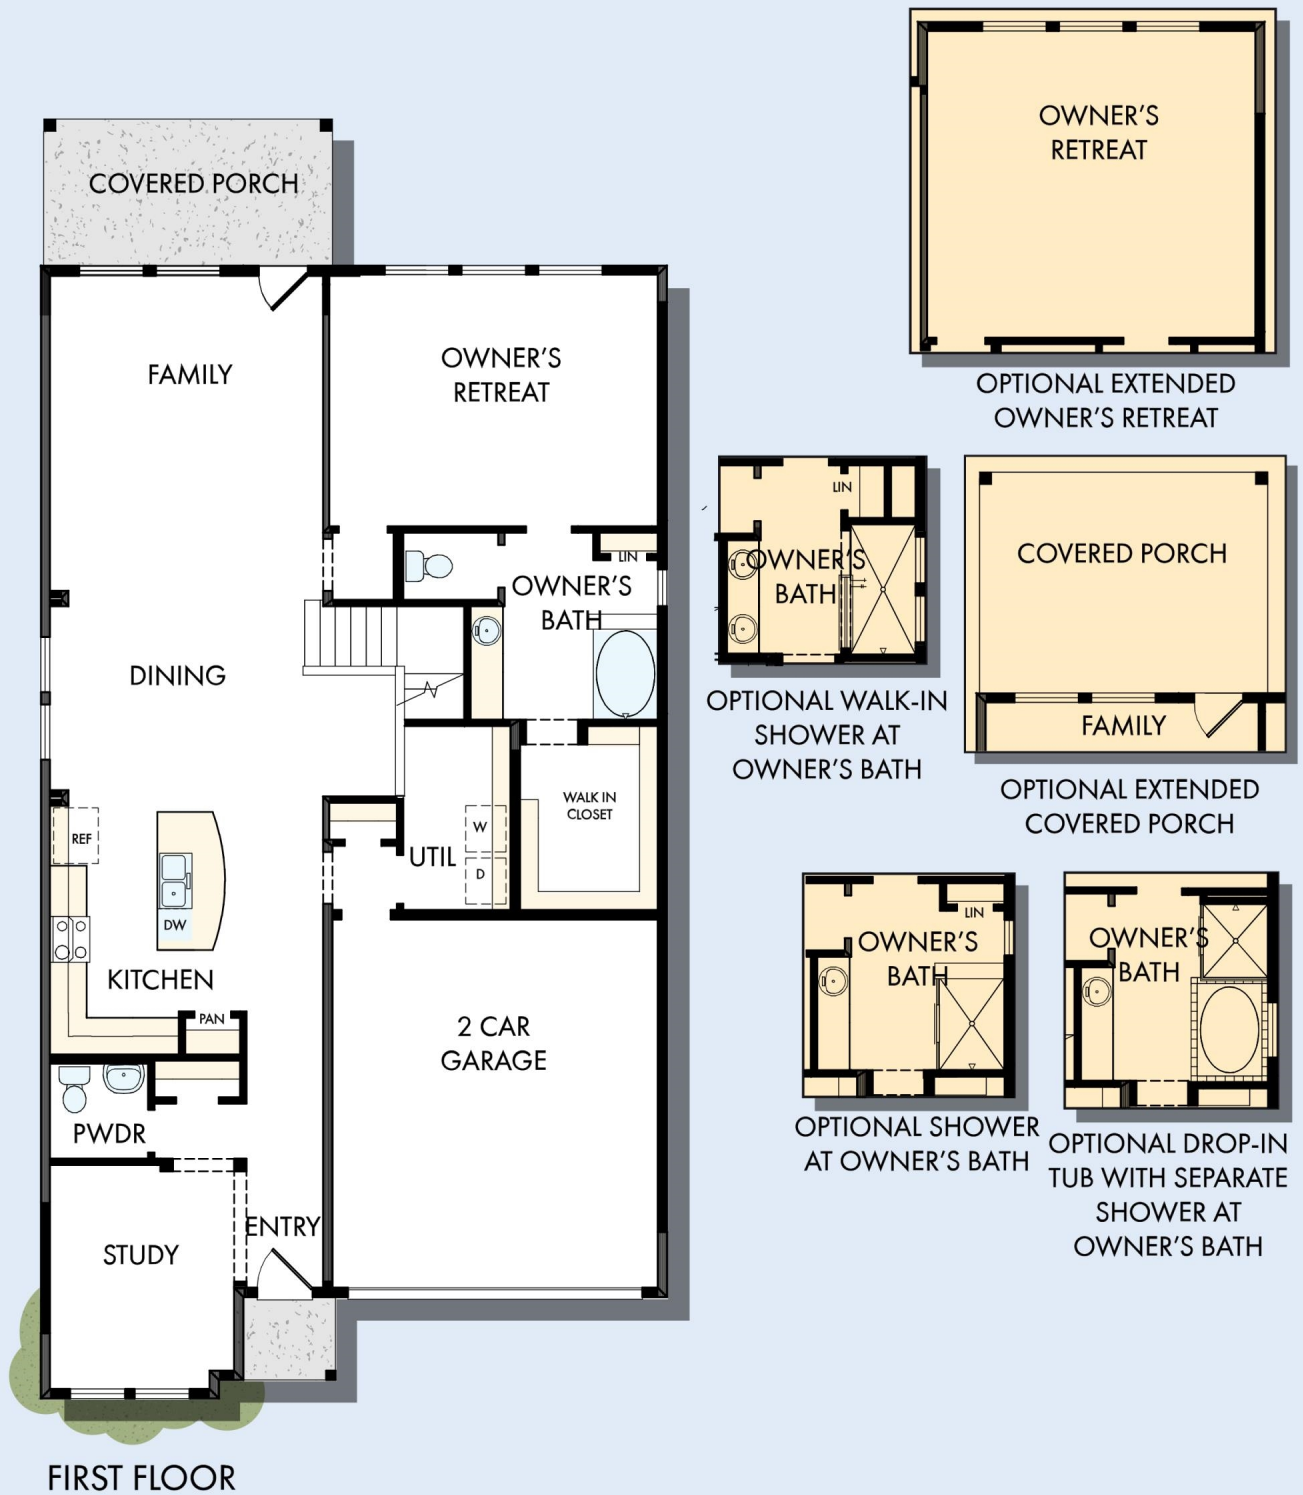 COVERED PORCH
FAMILY
OWNER'S
RETREAT
LIN
OWNER'S
BATH
DINING
REF
DW
W
D
UTIL
WALK IN
CLOSET
KITCHEN
PAN
2 CAR
GARAGE
PWDR
STUDY
ENTRY
FIRST FLOOR
OWNER'S
RETREAT
OPTIONAL EXTENDED
OWNER'S RETREAT
LIN
OWNER'S
BATH
OPTIONAL WALK-IN
SHOWER AT
OWNER'S BATH
COVERED PORCH
FAMILY
OPTIONAL EXTENDED
COVERED PORCH
LIN
OWNER'S
BATH
OPTIONAL SHOWER
AT OWNER'S BATH
OWNER'S
BATH
OPTIONAL DROP-IN
TUB WITH SEPARATE
SHOWER AT
OWNER'S BATH